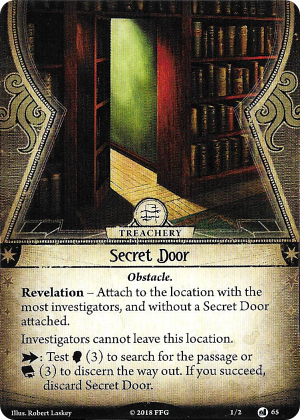 TREACHERY
Secret Door
Obstacle.
Revelation – Attach to the location with the
most investigators, and without a Secret Door
attached.
Investigators cannot leave this location.
: Test (3) to search for the passage or
(3) to discern the way out. If you succeed,
discard Secret Door.
Illus. Robert Laskey © 2018 FFG 1/2 65